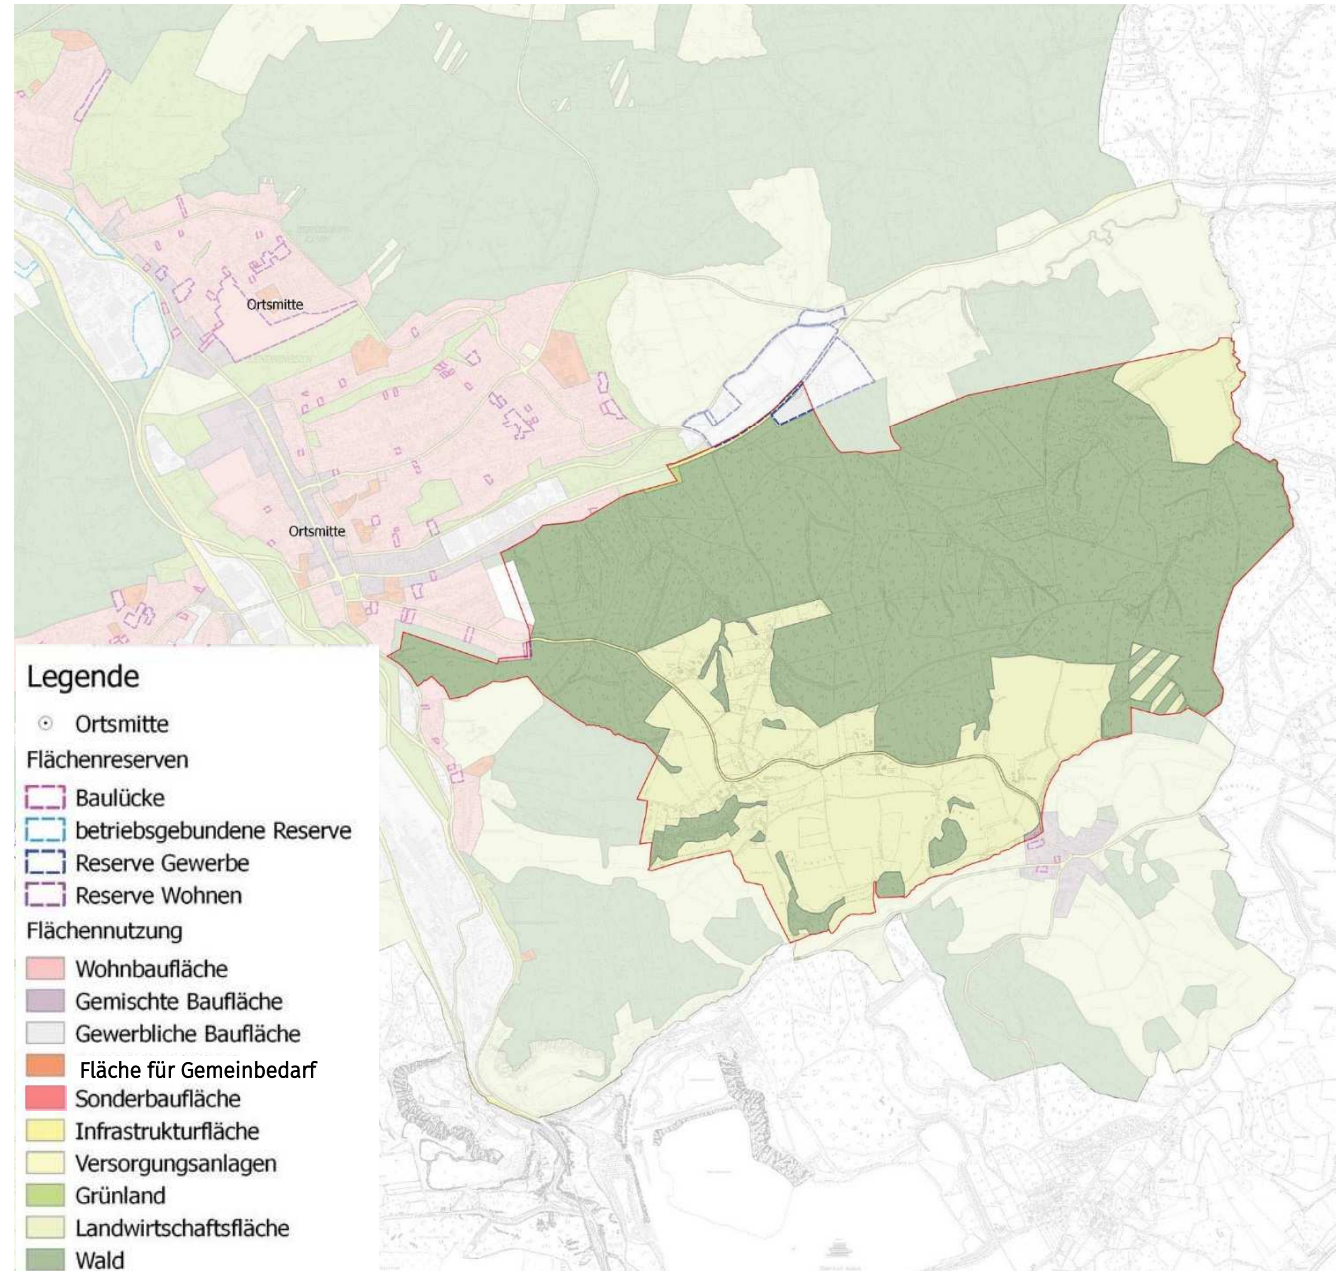 Ortsmitte
Ortsmitte
Legende
Ortsmitte
Flächenreserven
Baulücke
betriebsgebundene Reserve
Reserve Gewerbe
Reserve Wohnen
Flächennutzung
Wohnbaufläche
Gemischte Baufläche
Gewerbliche Baufläche
Fläche für Gemeinbedarf
Sonderbaufläche
Infrastrukturfläche
Versorgungsanlagen
Grünland
Landwirtschaftsfläche
Wald